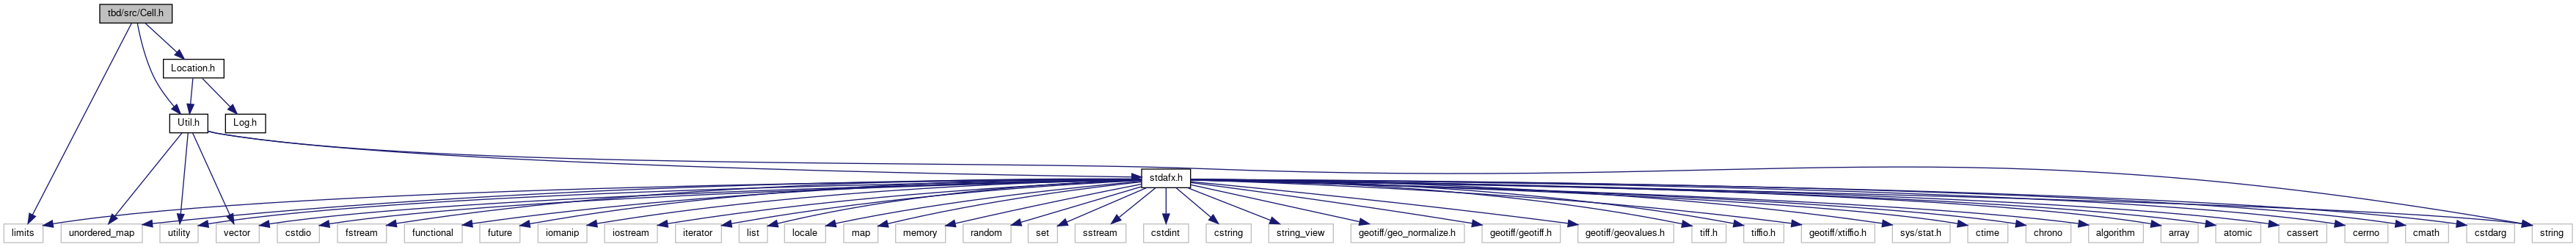 tbd/src/Cell.h
Location.h
Util.h
Log.h
stdafx.h
limits
unordered_map
utility
vector
cstdio
fstream
functional
future
iomanip
iostream
iterator
list
locale
map
memory
random
set
sstream
cstdint
cstring
string_view
geotiff/geo_normalize.h
geotiff/geotiff.h
geotiff/geovalues.h
tiff.h
tiffio.h
geotiff/xtiffio.h
sys/stat.h
ctime
chrono
algorithm
array
atomic
cassert
cerrno
cmath
cstdarg
string